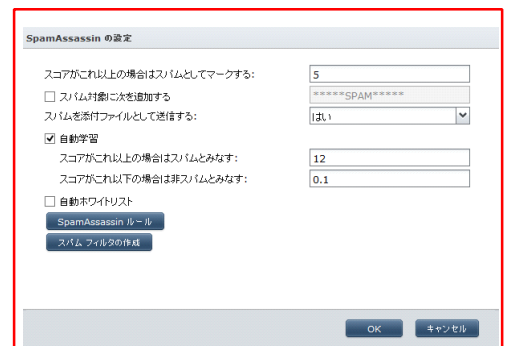 SpamAssassin の設定
スコアがこれ以上の場合はスパムとしてマークする: 5
スパム対象に次を追加する *****SPAM*****
スパムを添付ファイルとして送信する: はい
自動学習
スコアがこれ以上の場合はスパムとみなす: 12
スコアがこれ以下の場合は非スパムとみなす: 0.1
自動ホワイトリスト
SpamAssassin ルール
スパム フィルタの作成
OK キャンセル